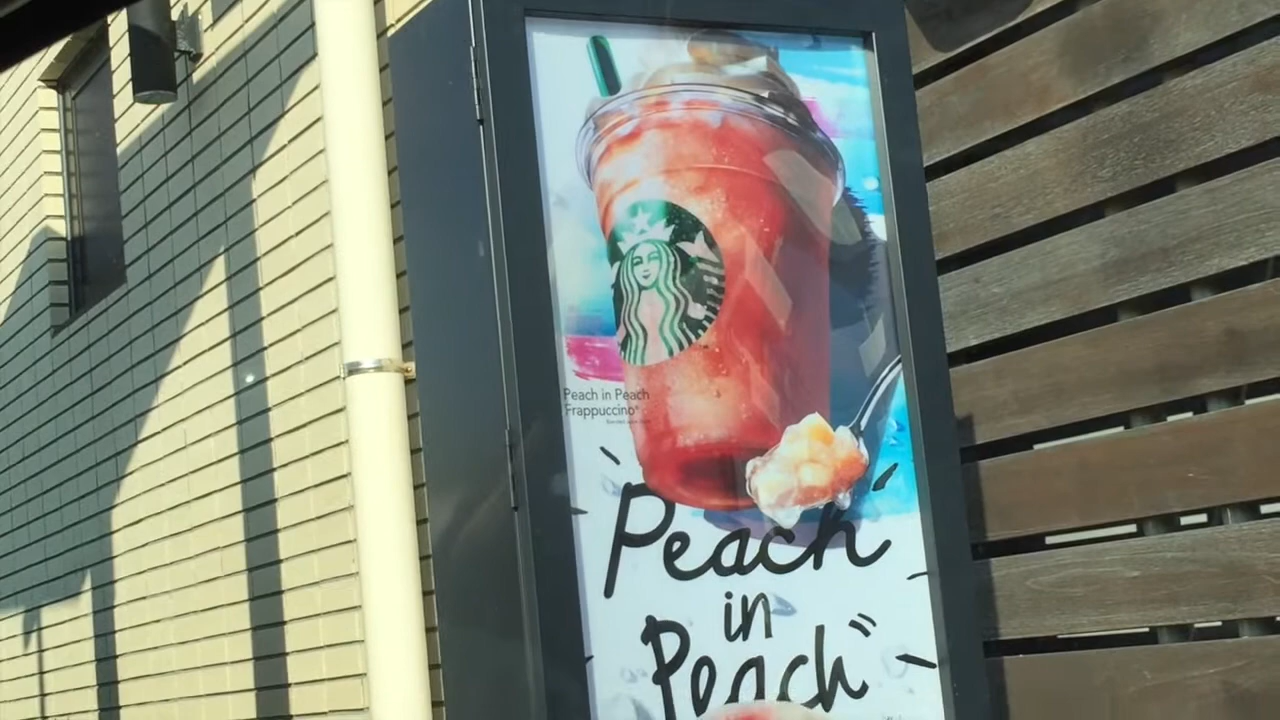 Peach in Peach
Frappuccino®
Peach
in
Peach